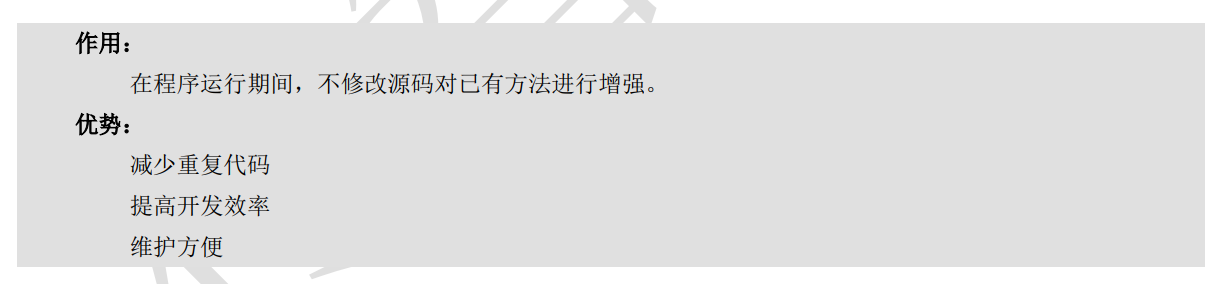 作用：
在程序运行期间，不修改源码对已有方法进行增强。
优势：
减少重复代码
提高开发效率
维护方便